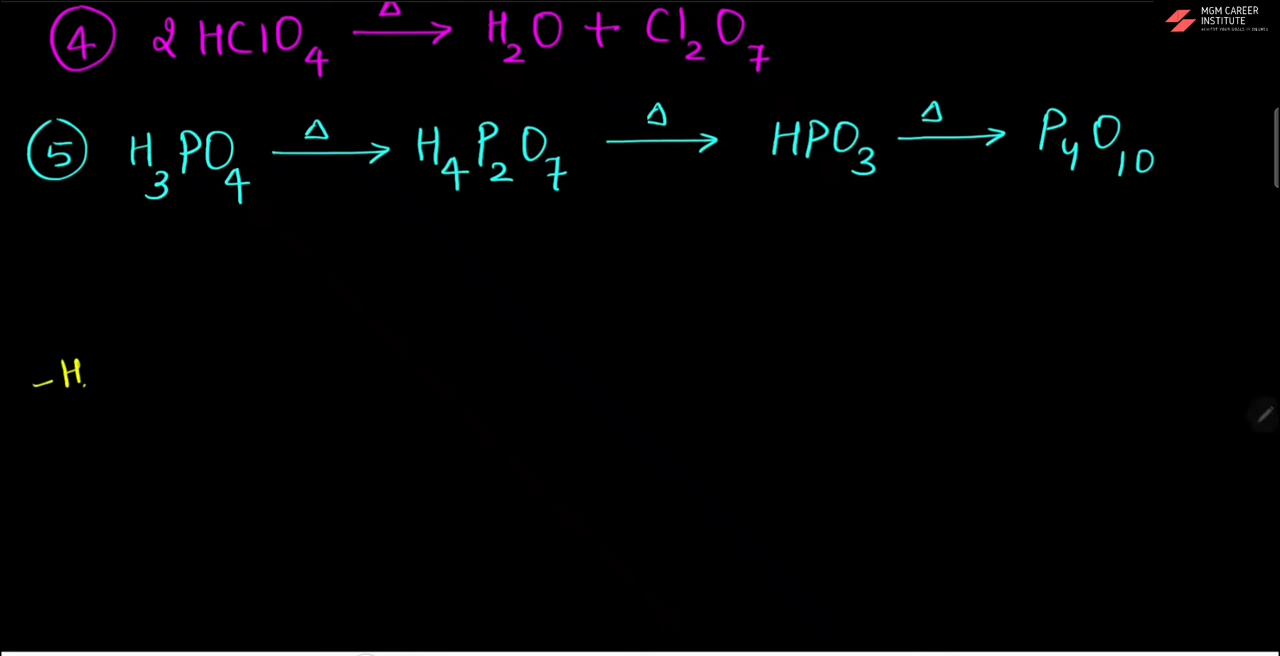 MGM CAREER
INSTITUTE
④ 2HClO₄ —Δ→ H₂O + Cl₂O₇
⑤ H₃PO₄ —Δ→ H₄P₂O₇ —Δ→ HPO₃ —Δ→ P₄O₁₀
– H